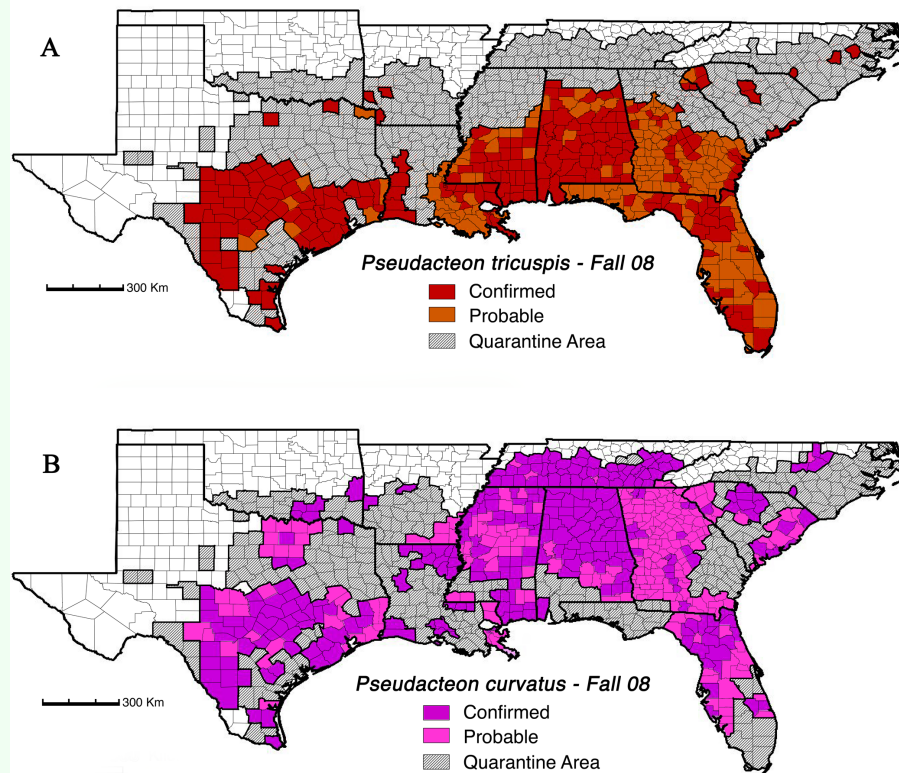 A
Pseudacteon tricuspis - Fall 08
Confirmed
Probable
Quarantine Area
300 Km
B
Pseudacteon curvatus - Fall 08
Confirmed
Probable
Quarantine Area
300 Km